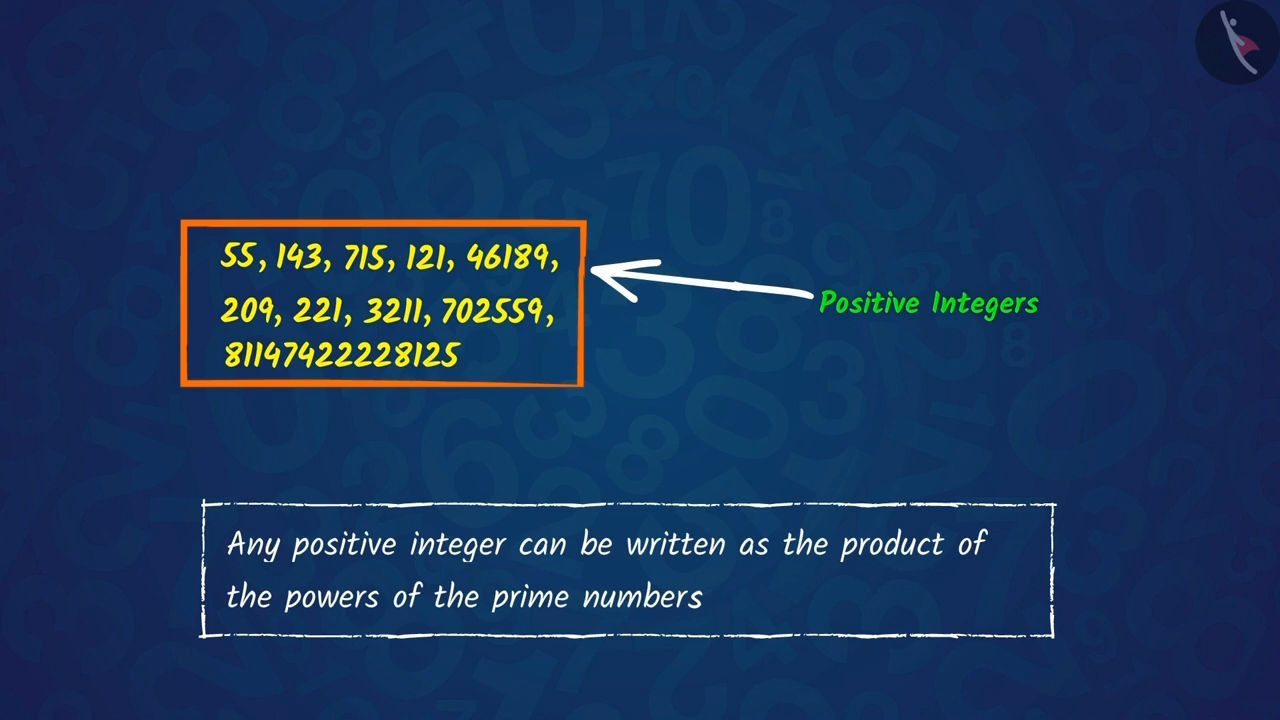 55, 143, 715, 121, 46189,
209, 221, 3211, 702559,
81147422228125
Positive Integers
Any positive integer can be written as the product of
the powers of the prime numbers